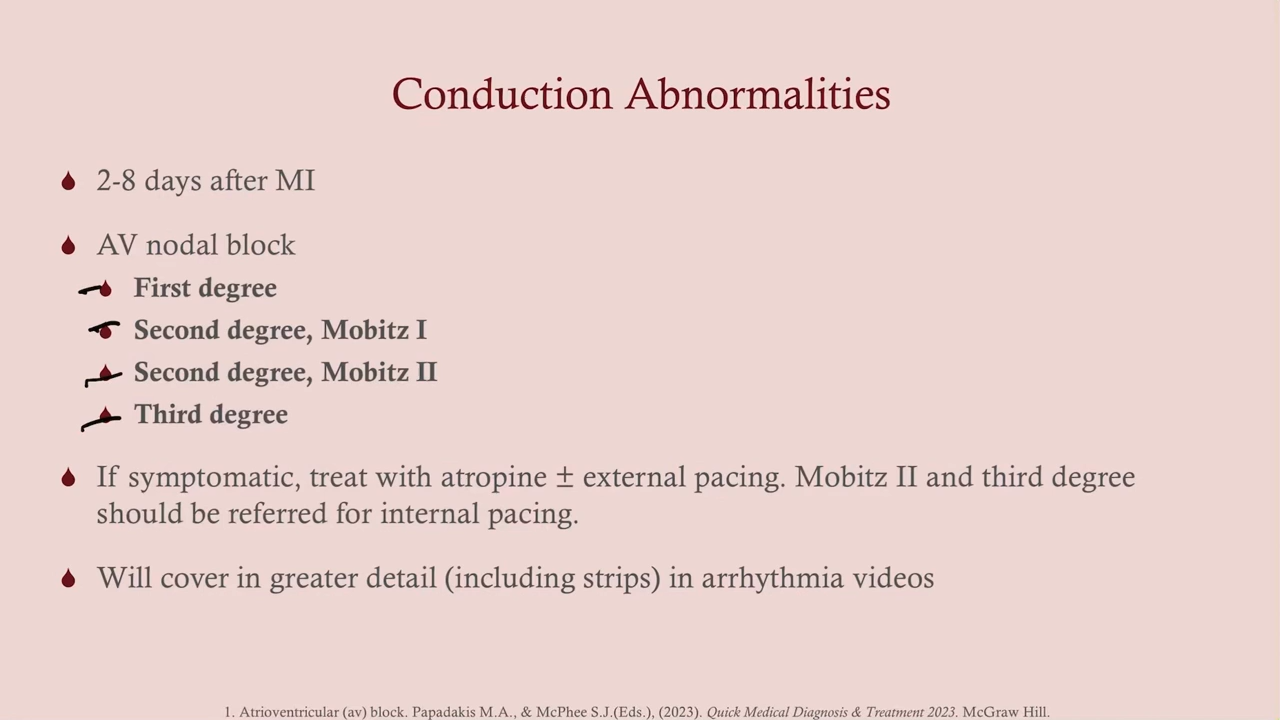 Conduction Abnormalities
2-8 days after MI
AV nodal block
First degree
Second degree, Mobitz I
Second degree, Mobitz II
Third degree
If symptomatic, treat with atropine ± external pacing. Mobitz II and third degree
should be referred for internal pacing.
Will cover in greater detail (including strips) in arrhythmia videos
1. Atrioventricular (av) block. Papadakis M.A., & McPhee S.J.(Eds.), (2023). Quick Medical Diagnosis & Treatment 2023. McGraw Hill.